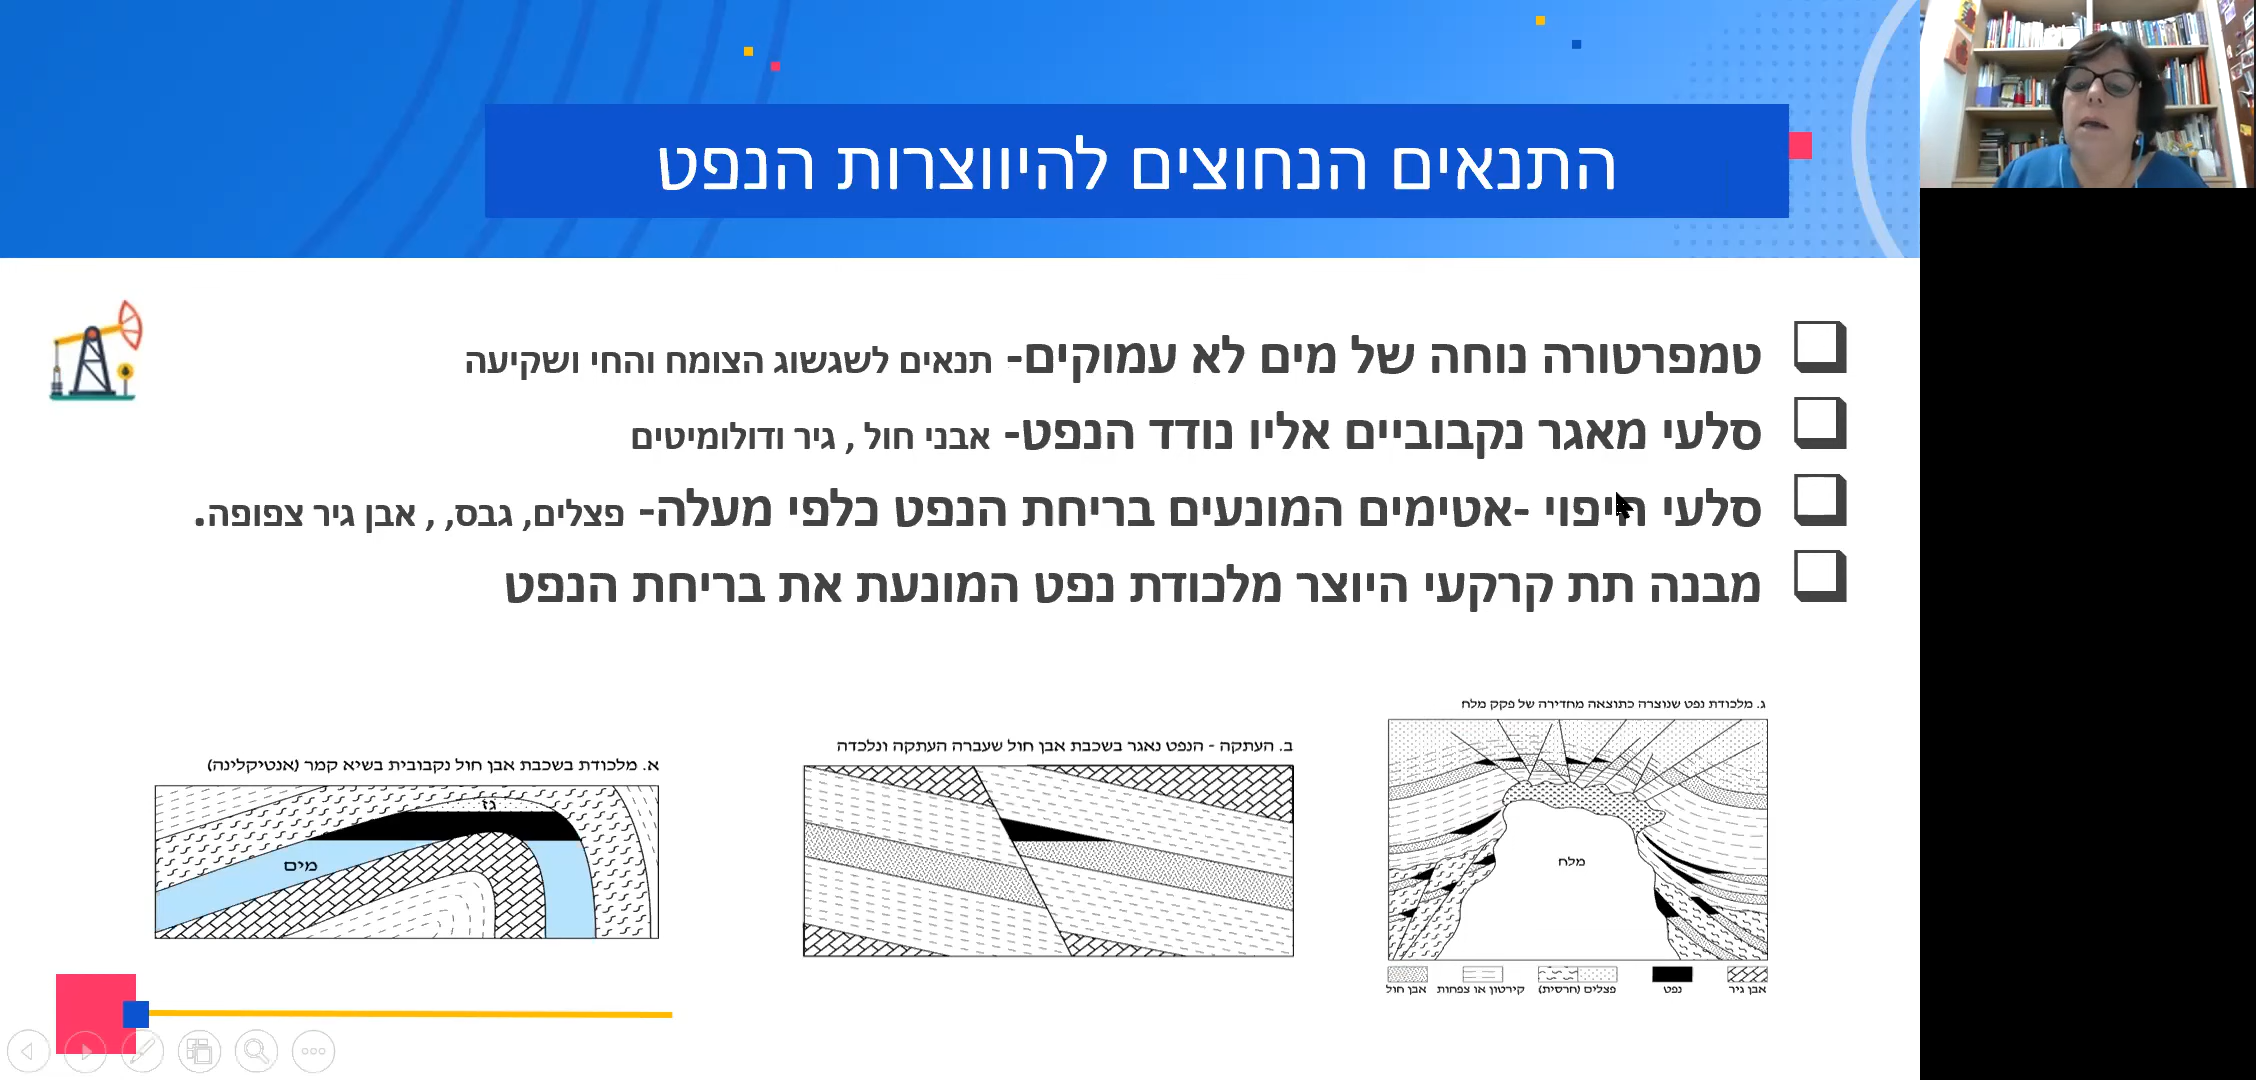 התנאים הנחוצים להיווצרות הנפט
טמפרטורה נוחה של מים לא עמוקים- תנאים לשגשוג הצומח והחי ושקיעה
סלעי מאגר נקבוביים אליו נודד הנפט- אבני חול , גיר ודולומיטים
סלעי חיפוי -אטימים המונעים בריחת הנפט כלפי מעלה- פצלים, גבס, , אבן גיר צפופה.
מבנה תת קרקעי היוצר מלכודת נפט המונעת את בריחת הנפט
ג. מלכודת נפט שנוצרה כתוצאה מחדירה של פקק מלח
מלח
אבן גיר
נפט
פצלים (חרסית)
קירטון או צפחות
אבן חול
ב. העתקה - הנפט נאגר בשכבת אבן חול שעברה העתקה ונלכדה
א. מלכודת בשכבת אבן חול נקבובית בשיא קמר (אנטיקלינה)
גז
מים